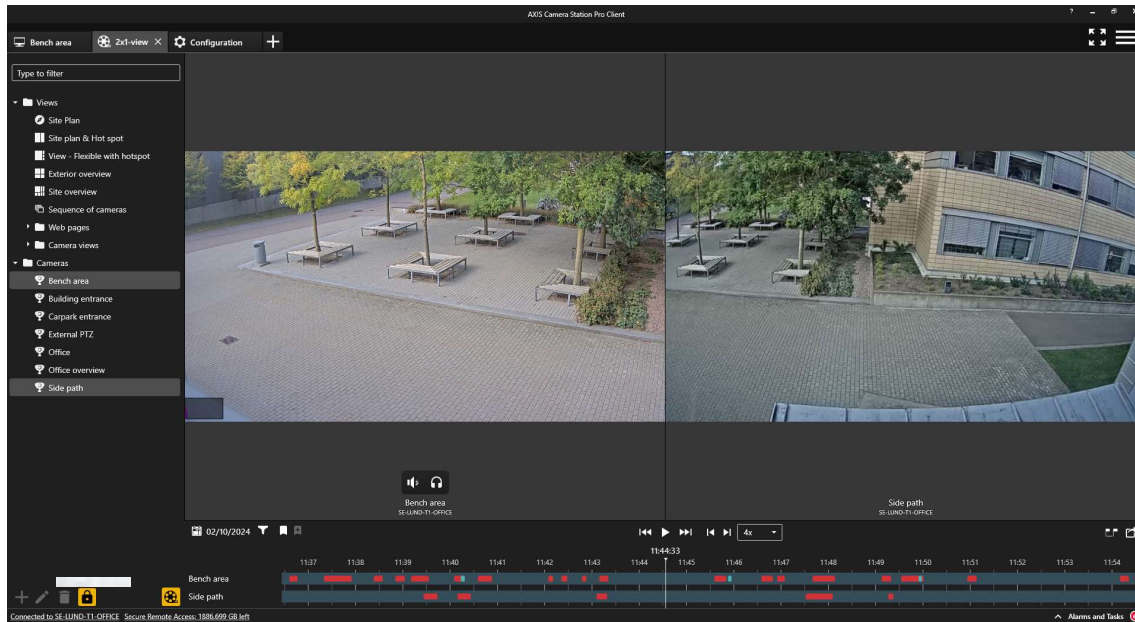 AXIS Camera Station Pro Client
?
Bench area
2x1-view
Configuration
Type to filter
Views
Site Plan
Site plan & Hot spot
View - Flexible with hotspot
Exterior overview
Site overview
Sequence of cameras
Web pages
Camera views
Cameras
Bench area
Building entrance
Carpark entrance
External PTZ
Office
Office overview
Side path
Bench area
SE-LUND-T1-OFFICE
Side path
SE-LUND-T1-OFFICE
02/10/2024
4x
11:44:33
11:37 11:38 11:39 11:40 11:41 11:42 11:43 11:44 11:45 11:46 11:47 11:48 11:49 11:50 11:51 11:52 11:53 11:54
Bench area
Side path
Connected to SE-LUND-T1-OFFICE Secure Remote Access: 1886.699 GB left
Alarms and Tasks